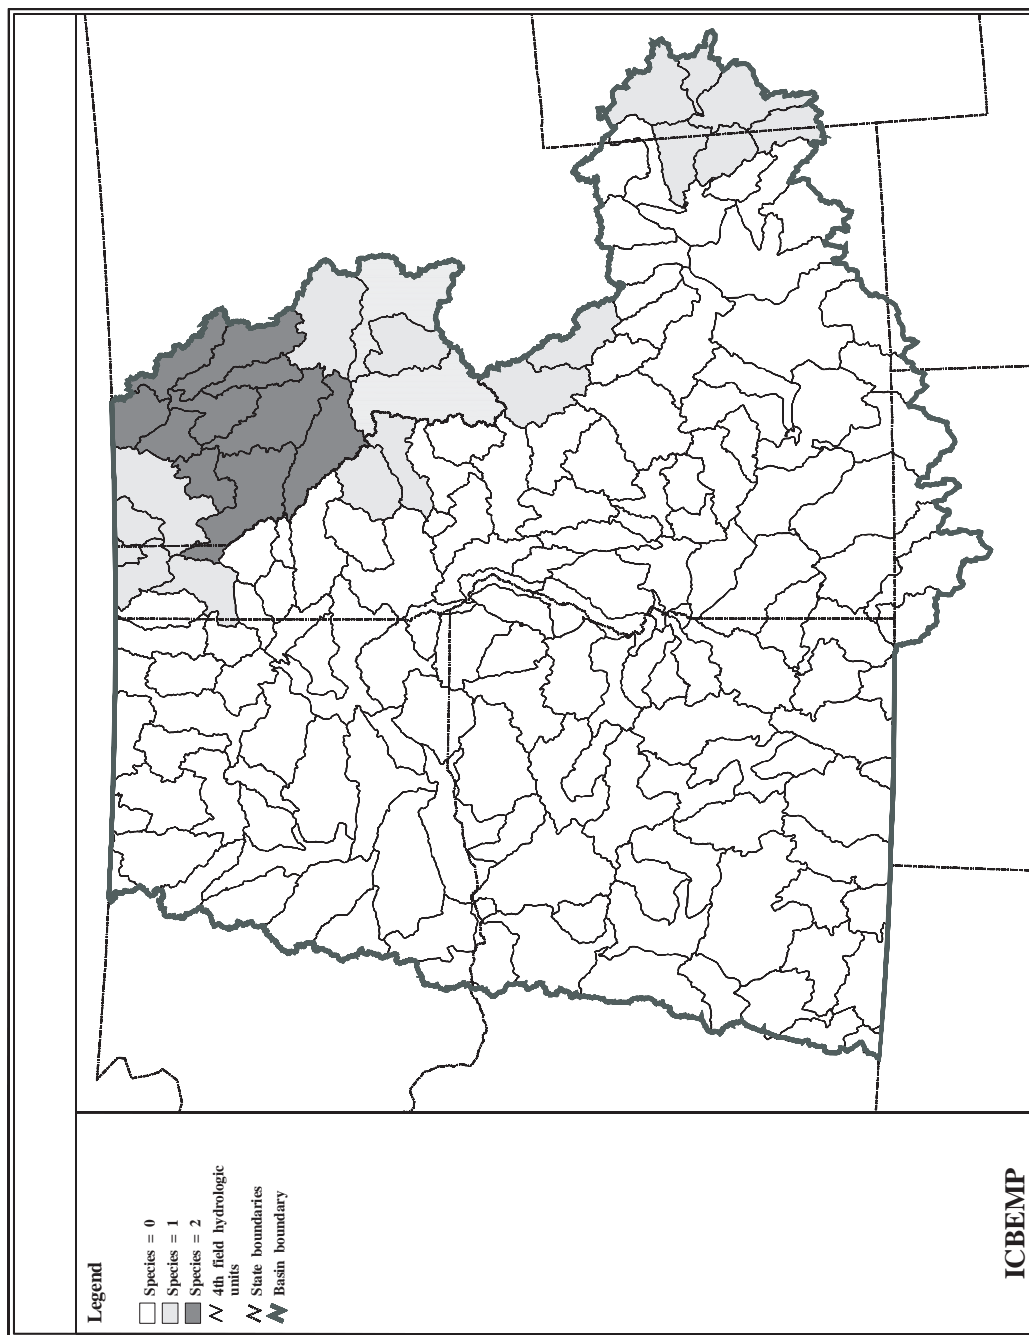 Legend
Species = 0
Species = 1
Species = 2
4th field hydrologic
units
State boundaries
Basin boundary
ICBEMP